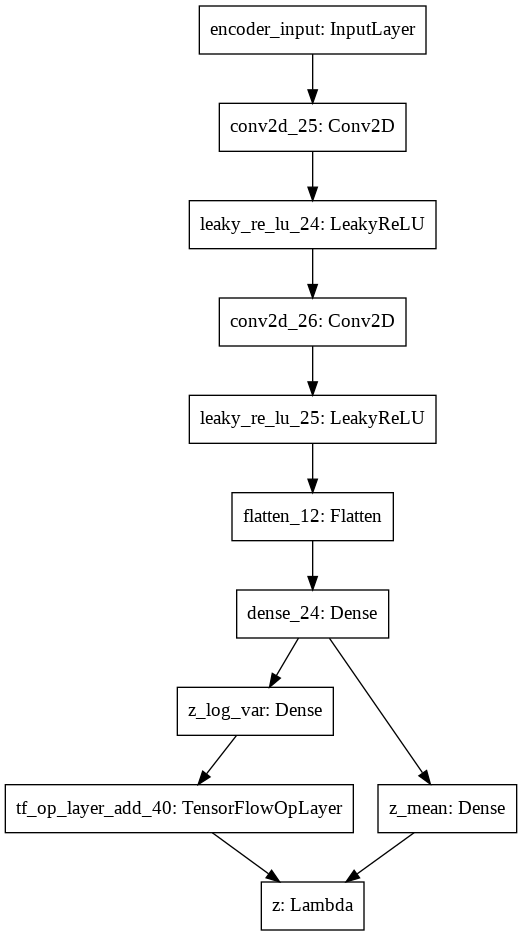 encoder_input: InputLayer
conv2d_25: Conv2D
leaky_re_lu_24: LeakyReLU
conv2d_26: Conv2D
leaky_re_lu_25: LeakyReLU
flatten_12: Flatten
dense_24: Dense
z_log_var: Dense
tf_op_layer_add_40: TensorFlowOpLayer
z_mean: Dense
z: Lambda